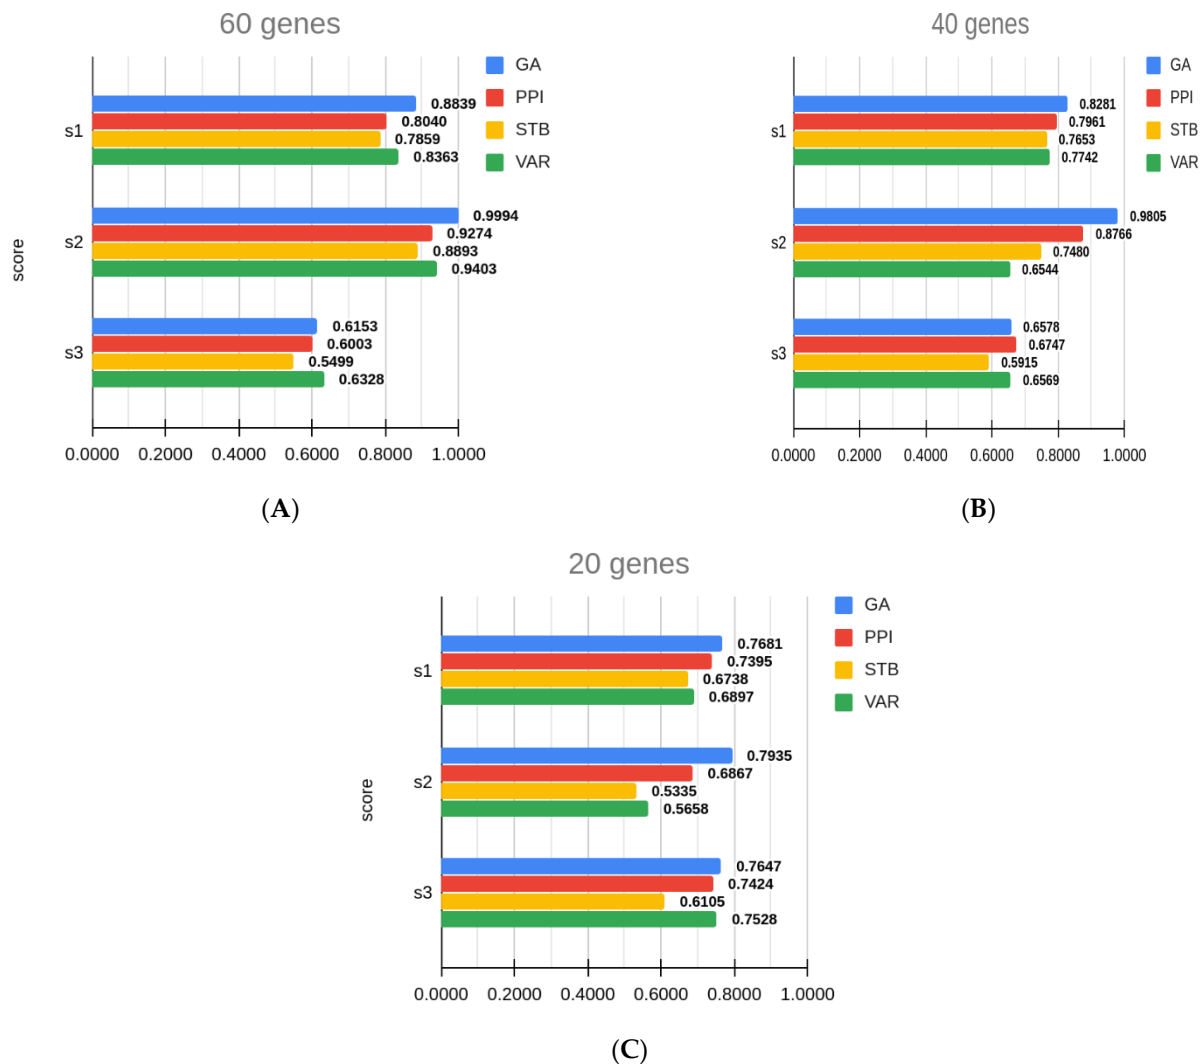 60 genes
GA
PPI
STB
VAR
score
s1
0.8839
0.8040
0.7859
0.8363
s2
0.9994
0.9274
0.8893
0.9403
s3
0.6153
0.6003
0.5499
0.6328
0.0000 0.2000 0.4000 0.6000 0.8000 1.0000
(A)
40 genes
GA
PPI
STB
VAR
s1
0.8281
0.7961
0.7653
0.7742
s2
0.9805
0.8766
0.7480
0.6544
s3
0.6578
0.6747
0.5915
0.6569
0.0000 0.2000 0.4000 0.6000 0.8000 1.0000
(B)
20 genes
GA
PPI
STB
VAR
score
s1
0.7681
0.7395
0.6738
0.6897
s2
0.7935
0.6867
0.5335
0.5658
s3
0.7647
0.7424
0.6105
0.7528
0.0000 0.2000 0.4000 0.6000 0.8000 1.0000
(C)